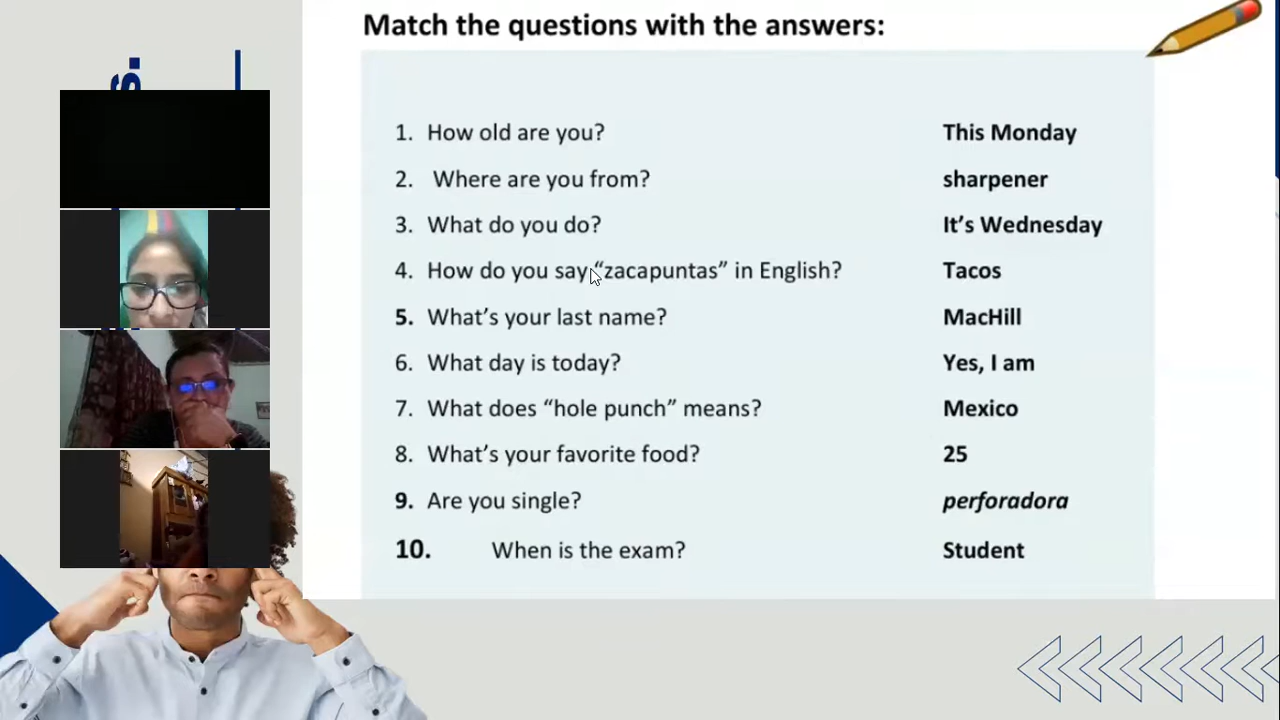 Match the questions with the answers:
1. How old are you? This Monday
2. Where are you from? sharpener
3. What do you do? It's Wednesday
4. How do you say “zacapuntas” in English? Tacos
5. What's your last name? MacHill
6. What day is today? Yes, I am
7. What does “hole punch” means? Mexico
8. What's your favorite food? 25
9. Are you single? perforadora
10. When is the exam? Student